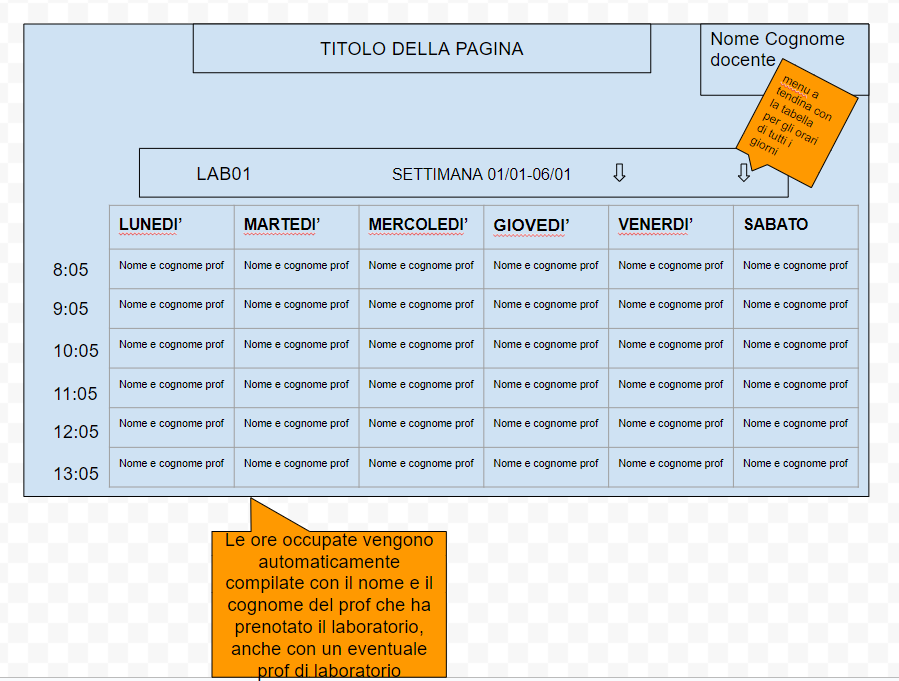 TITOLO DELLA PAGINA
Nome Cognome
docente
menu a
tendina con
la tabella
per gli orari
di tutti i
giorni
LAB01 SETTIMANA 01/01-06/01
LUNEDI’ MARTEDI’ MERCOLEDI’ GIOVEDI’ VENERDI’ SABATO
8:05 Nome e cognome prof Nome e cognome prof Nome e cognome prof Nome e cognome prof Nome e cognome prof Nome e cognome prof
9:05 Nome e cognome prof Nome e cognome prof Nome e cognome prof Nome e cognome prof Nome e cognome prof Nome e cognome prof
10:05 Nome e cognome prof Nome e cognome prof Nome e cognome prof Nome e cognome prof Nome e cognome prof Nome e cognome prof
11:05 Nome e cognome prof Nome e cognome prof Nome e cognome prof Nome e cognome prof Nome e cognome prof Nome e cognome prof
12:05 Nome e cognome prof Nome e cognome prof Nome e cognome prof Nome e cognome prof Nome e cognome prof Nome e cognome prof
13:05 Nome e cognome prof Nome e cognome prof Nome e cognome prof Nome e cognome prof Nome e cognome prof Nome e cognome prof
Le ore occupate vengono
automaticamente
compilate con il nome e il
cognome del prof che ha
prenotato il laboratorio,
anche con un eventuale
prof di laboratorio